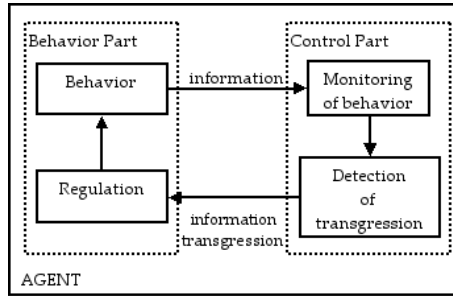 Behavior Part
Control Part
Behavior
information
Monitoring
of behavior
Regulation
information
transgression
Detection
of
transgression
AGENT